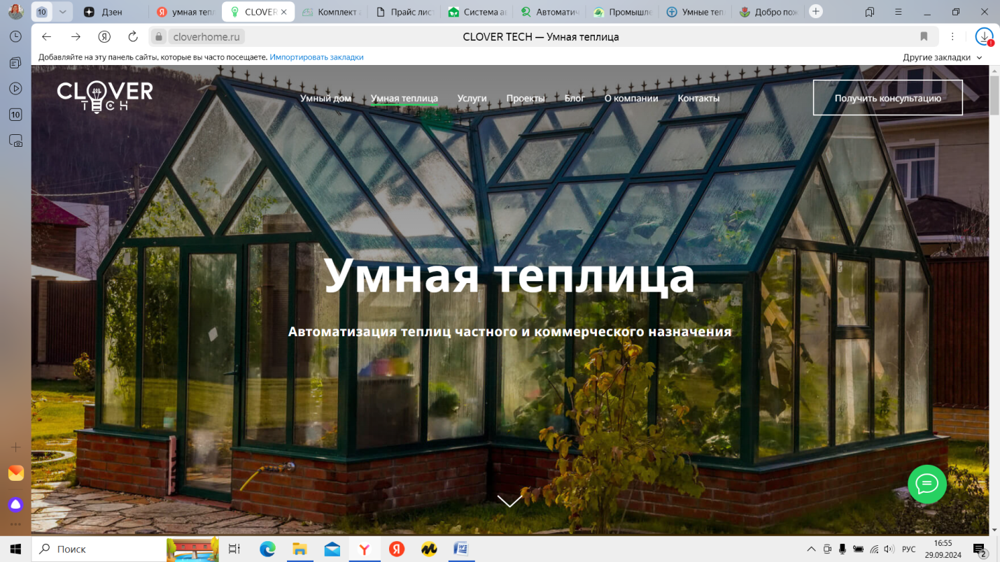 10
Дзен
умная тепл
CLOVER
Комплект
Прайс лист
Система ав
Автоматич
Промышле
Умные теп
Добро пож
cloverhome.ru
CLOVER TECH — Умная теплица
Добавляйте на эту панель сайты, которые вы часто посещаете. Импортировать закладки
Другие закладки
10
CLOVER
TECH
Умный дом
Умная теплица
Услуги
Проекты
Блог
О компании
Контакты
Получить консультацию
Умная теплица
Автоматизация теплиц частного и коммерческого назначения
Поиск
РУС
16:55
29.09.2024
2